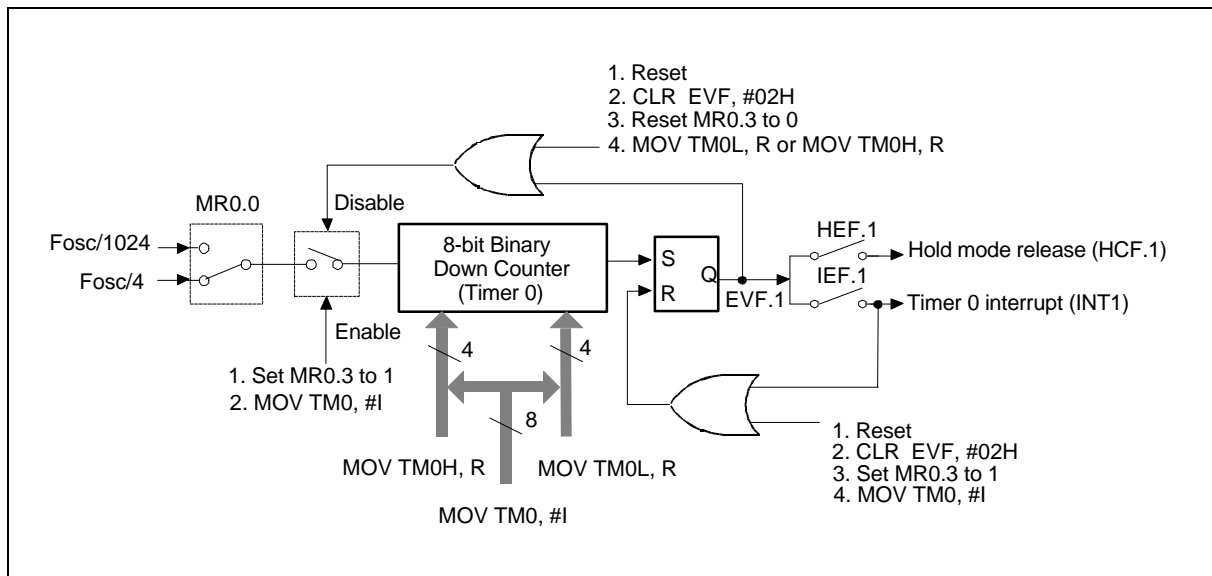 1. Reset
2. CLR EVF, #02H
3. Reset MR0.3 to 0
4. MOV TM0L, R or MOV TM0H, R
MR0.0
Disable
Fosc/1024
Fosc/4
8-bit Binary
Down Counter
(Timer 0)
S
R
Q
EVF.1
HEF.1
Hold mode release (HCF.1)
IEF.1
Timer 0 interrupt (INT1)
Enable
1. Set MR0.3 to 1
2. MOV TM0, #I
4
4
8
MOV TM0H, R
MOV TM0L, R
MOV TM0, #I
1. Reset
2. CLR EVF, #02H
3. Set MR0.3 to 1
4. MOV TM0, #I